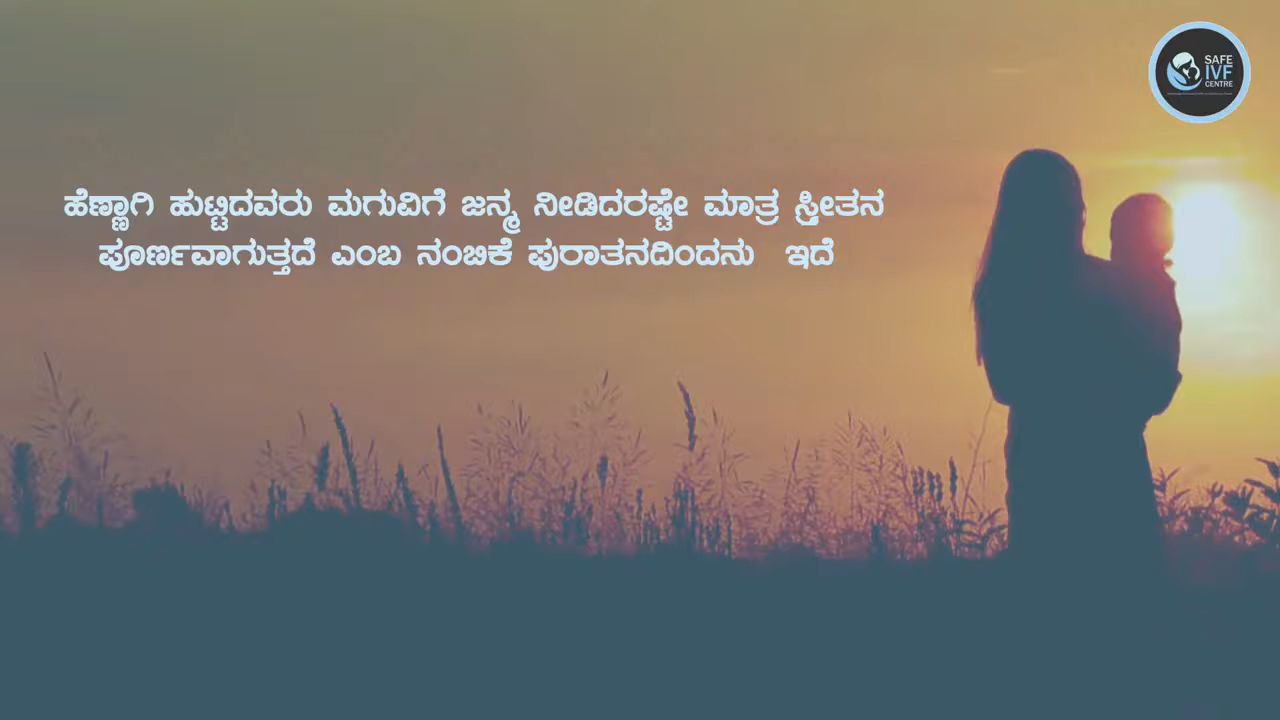 SAFE
IVF
CENTRE
ಹೆಣ್ಣಾಗಿ ಹುಟ್ಟಿದವರು ಮಗುವಿಗೆ ಜನ್ಮ ನೀಡಿದರಷ್ಟೇ ಮಾತ್ರ ಸ್ತ್ರೀತನ
ಪೂರ್ಣವಾಗುತ್ತದೆ ಎಂಬ ನಂಬಿಕೆ ಪುರಾತನದಿಂದನು ಇದೆ